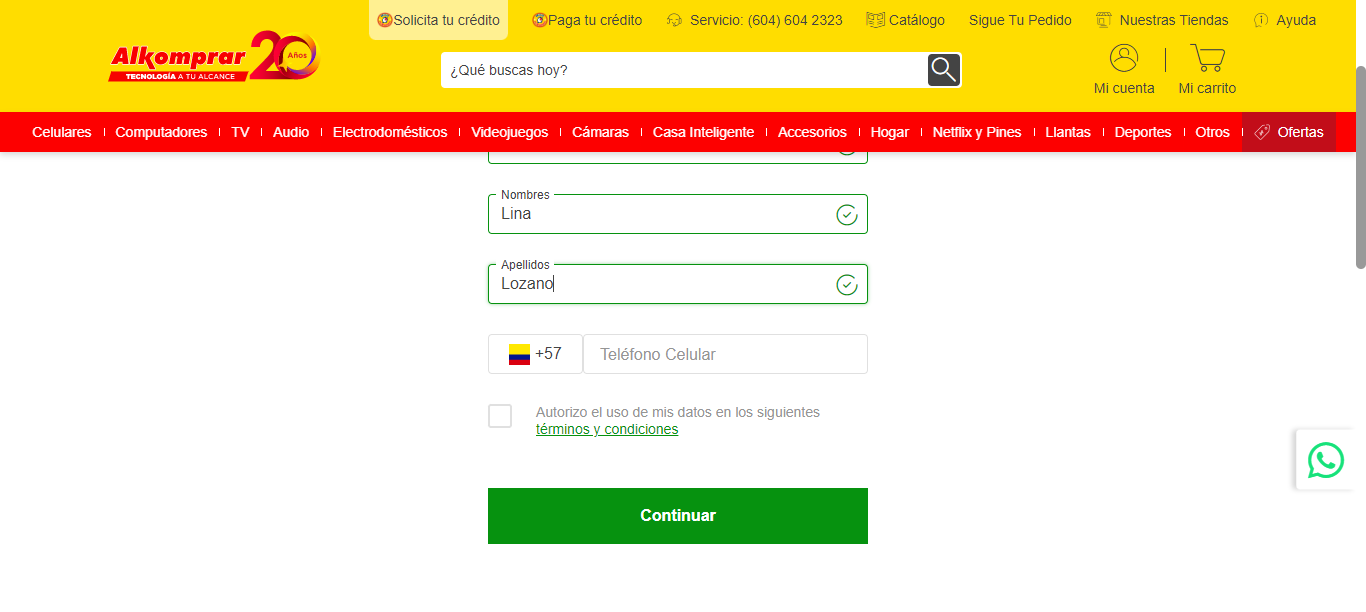 Solicita tu crédito Paga tu crédito Servicio: (604) 604 2323 Catálogo Sigue Tu Pedido Nuestras Tiendas Ayuda
Alkomprar 20 Años
TECNOLOGÍA A TU ALCANCE
¿Qué buscas hoy?
Mi cuenta Mi carrito
Celulares Computadores TV Audio Electrodomésticos Videojuegos Cámaras Casa Inteligente Accesorios Hogar Netflix y Pines Llantas Deportes Otros Ofertas
Nombres
Lina
Apellidos
Lozano
+57 Teléfono Celular
Autorizo el uso de mis datos en los siguientes
términos y condiciones
Continuar